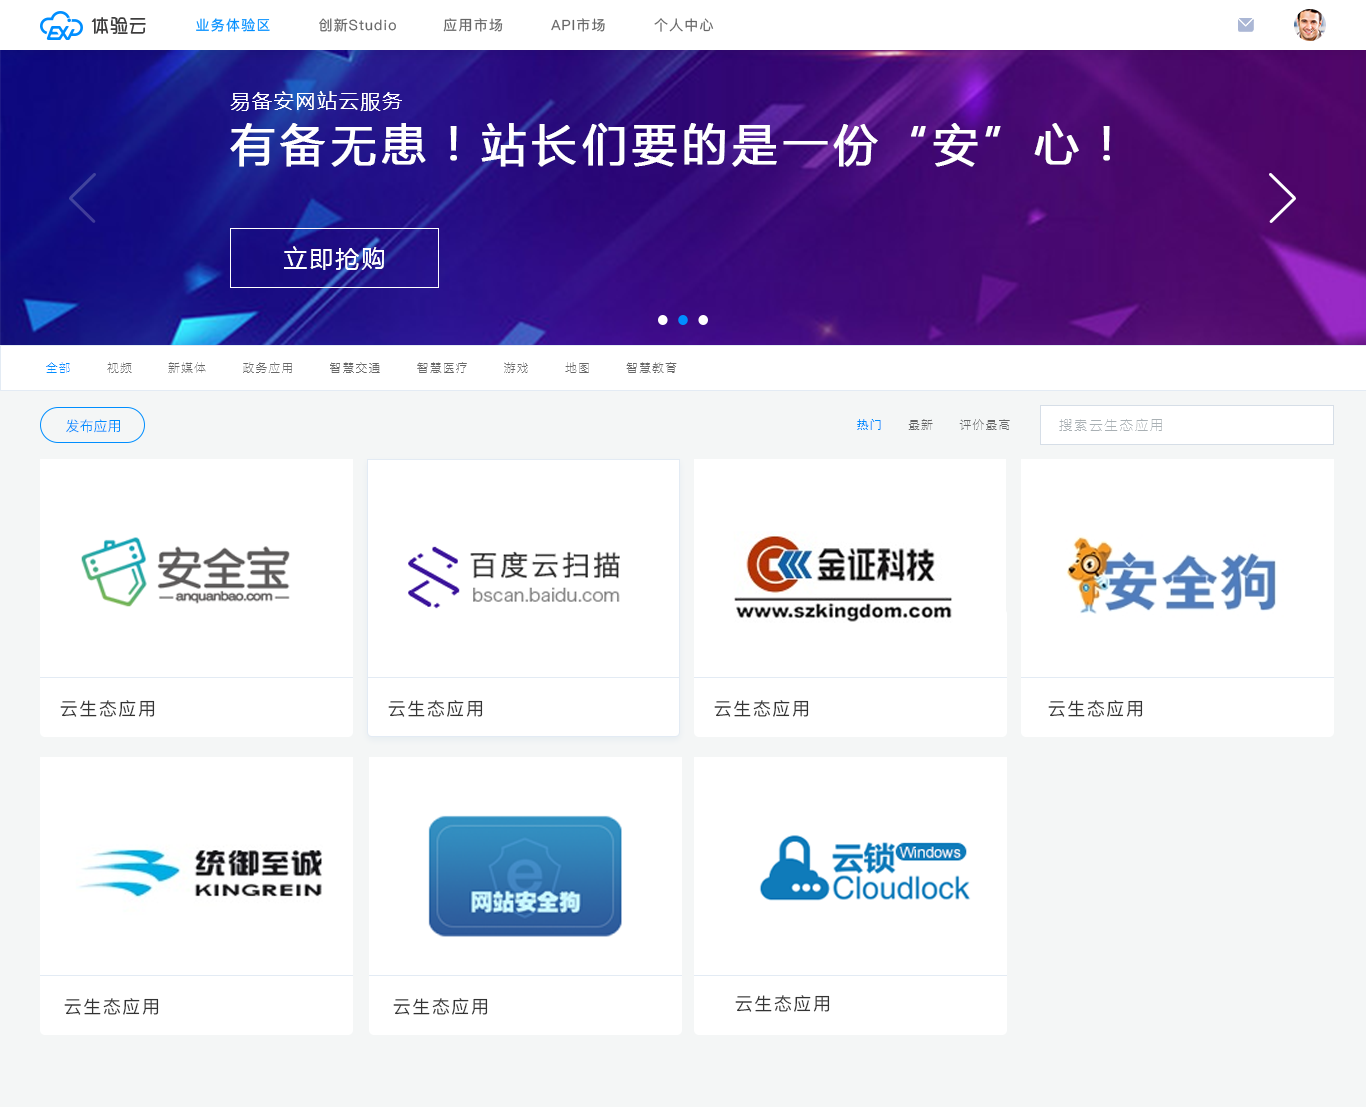 EXP 体验云 业务体验区 创新Studio 应用市场 API市场 个人中心
易备安网站云服务
有备无患！站长们要的是一份“安”心！
立即抢购
全部 视频 新媒体 政务应用 智慧交通 智慧医疗 游戏 地图 智慧教育
发布应用 热门 最新 评价最高 搜索云生态应用
安全宝
anquanbao.com
百度云扫描
bscan.baidu.com
金证科技
www.szkingdom.com
安全狗
云生态应用 云生态应用 云生态应用 云生态应用
统御至诚
KINGREIN
e
网站安全狗
云锁 Windows
Cloudlock
云生态应用 云生态应用 云生态应用